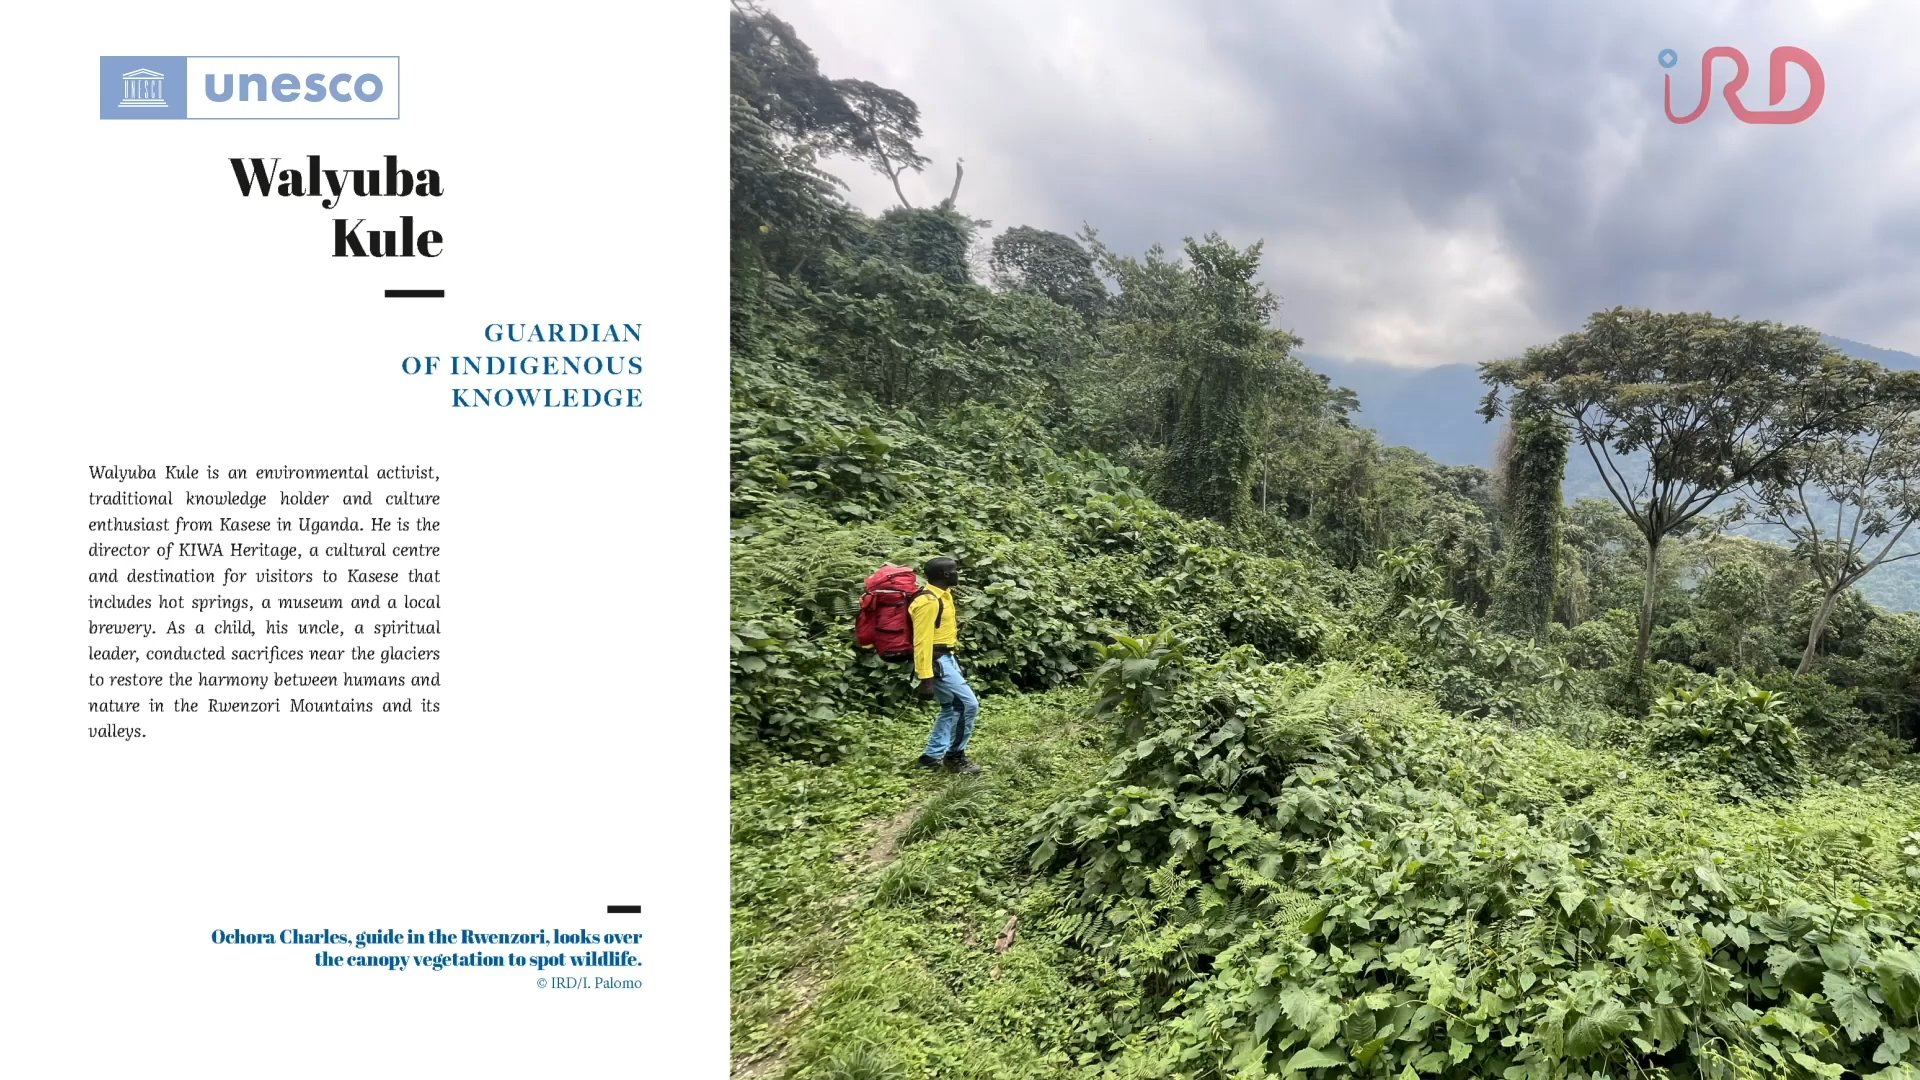 UNESCO
unesco
iRD
Walyuba
Kule
GUARDIAN
OF INDIGENOUS
KNOWLEDGE
Walyuba Kule is an environmental activist,
traditional knowledge holder and culture
enthusiast from Kasese in Uganda. He is the
director of KIWA Heritage, a cultural centre
and destination for visitors to Kasese that
includes hot springs, a museum and a local
brewery. As a child, his uncle, a spiritual
leader, conducted sacrifices near the glaciers
to restore the harmony between humans and
nature in the Rwenzori Mountains and its
valleys.
Ochora Charles, guide in the Rwenzori, looks over
the canopy vegetation to spot wildlife.
© IRD/I. Palomo